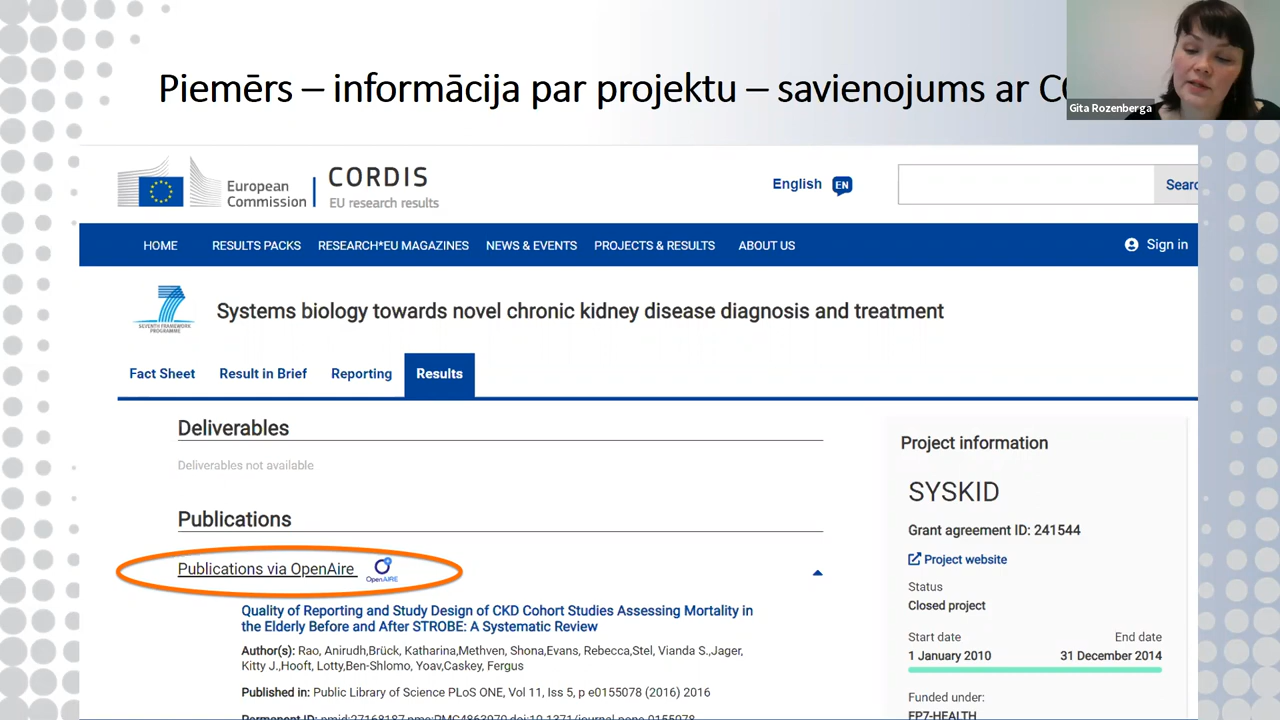 Piemērs – informācija par projektu – savienojums ar
Gita Rozenberga
European
Commission
CORDIS
EU research results
English EN
HOME RESULTS PACKS RESEARCH*EU MAGAZINES NEWS & EVENTS PROJECTS & RESULTS ABOUT US Sign in
SEVENTH FRAMEWORK
PROGRAMME
Systems biology towards novel chronic kidney disease diagnosis and treatment
Fact Sheet Result in Brief Reporting Results
Deliverables
Deliverables not available
Publications
Publications via OpenAire OpenAIRE
Quality of Reporting and Study Design of CKD Cohort Studies Assessing Mortality in
the Elderly Before and After STROBE: A Systematic Review
Author(s): Rao, Anirudh,Brück, Katharina,Methven, Shona,Evans, Rebecca,Stel, Vianda S.,Jager,
Kitty J.,Hooft, Lotty,Ben-Shlomo, Yoav,Caskey, Fergus
Published in: Public Library of Science PLoS ONE, Vol 11, Iss 5, p e0155078 (2016) 2016
Project information
SYSKID
Grant agreement ID: 241544
Project website
Status
Closed project
Start date End date
1 January 2010 31 December 2014
Funded under:
FP7-HEALTH